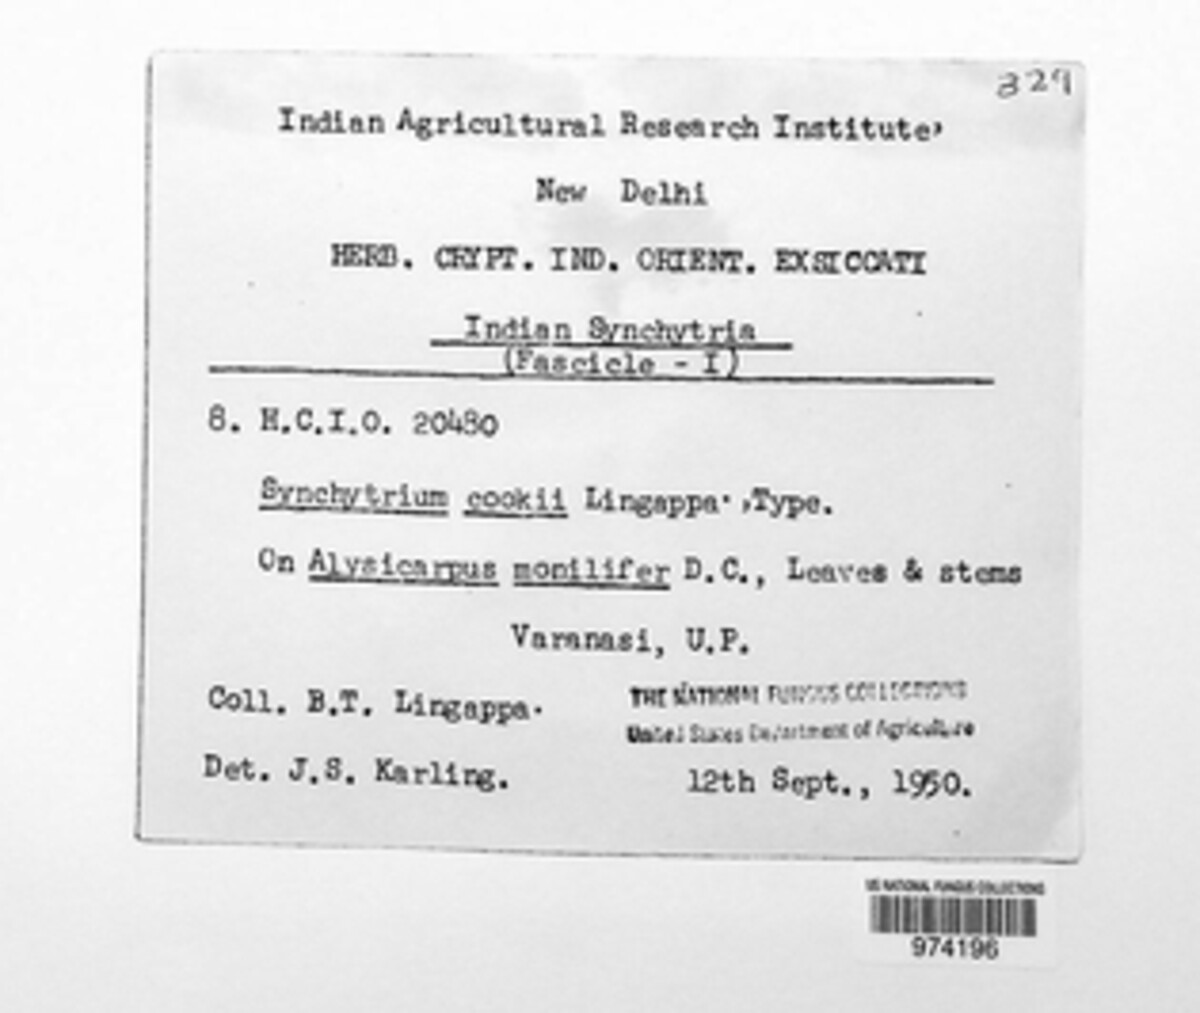 329
Indian Agricultural Research Institute,
New Delhi
HERB. CRYPT. IND. ORIENT. EXSICCATI
Indian Synchytria
(Fascicle - I)
8. H.C.I.O. 20480
Synchytrium cookii Lingappa.,Type.
On Alysicarpus monilifer D.C., Leaves & stems
Varanasi, U.P.
Coll. B.T. Lingappa.
THE NATIONAL FUNGUS COLLECTIONS
United States Department of Agriculture
Det. J.S. Karling.
12th Sept., 1950.
US NATIONAL FUNGUS COLLECTIONS
974196